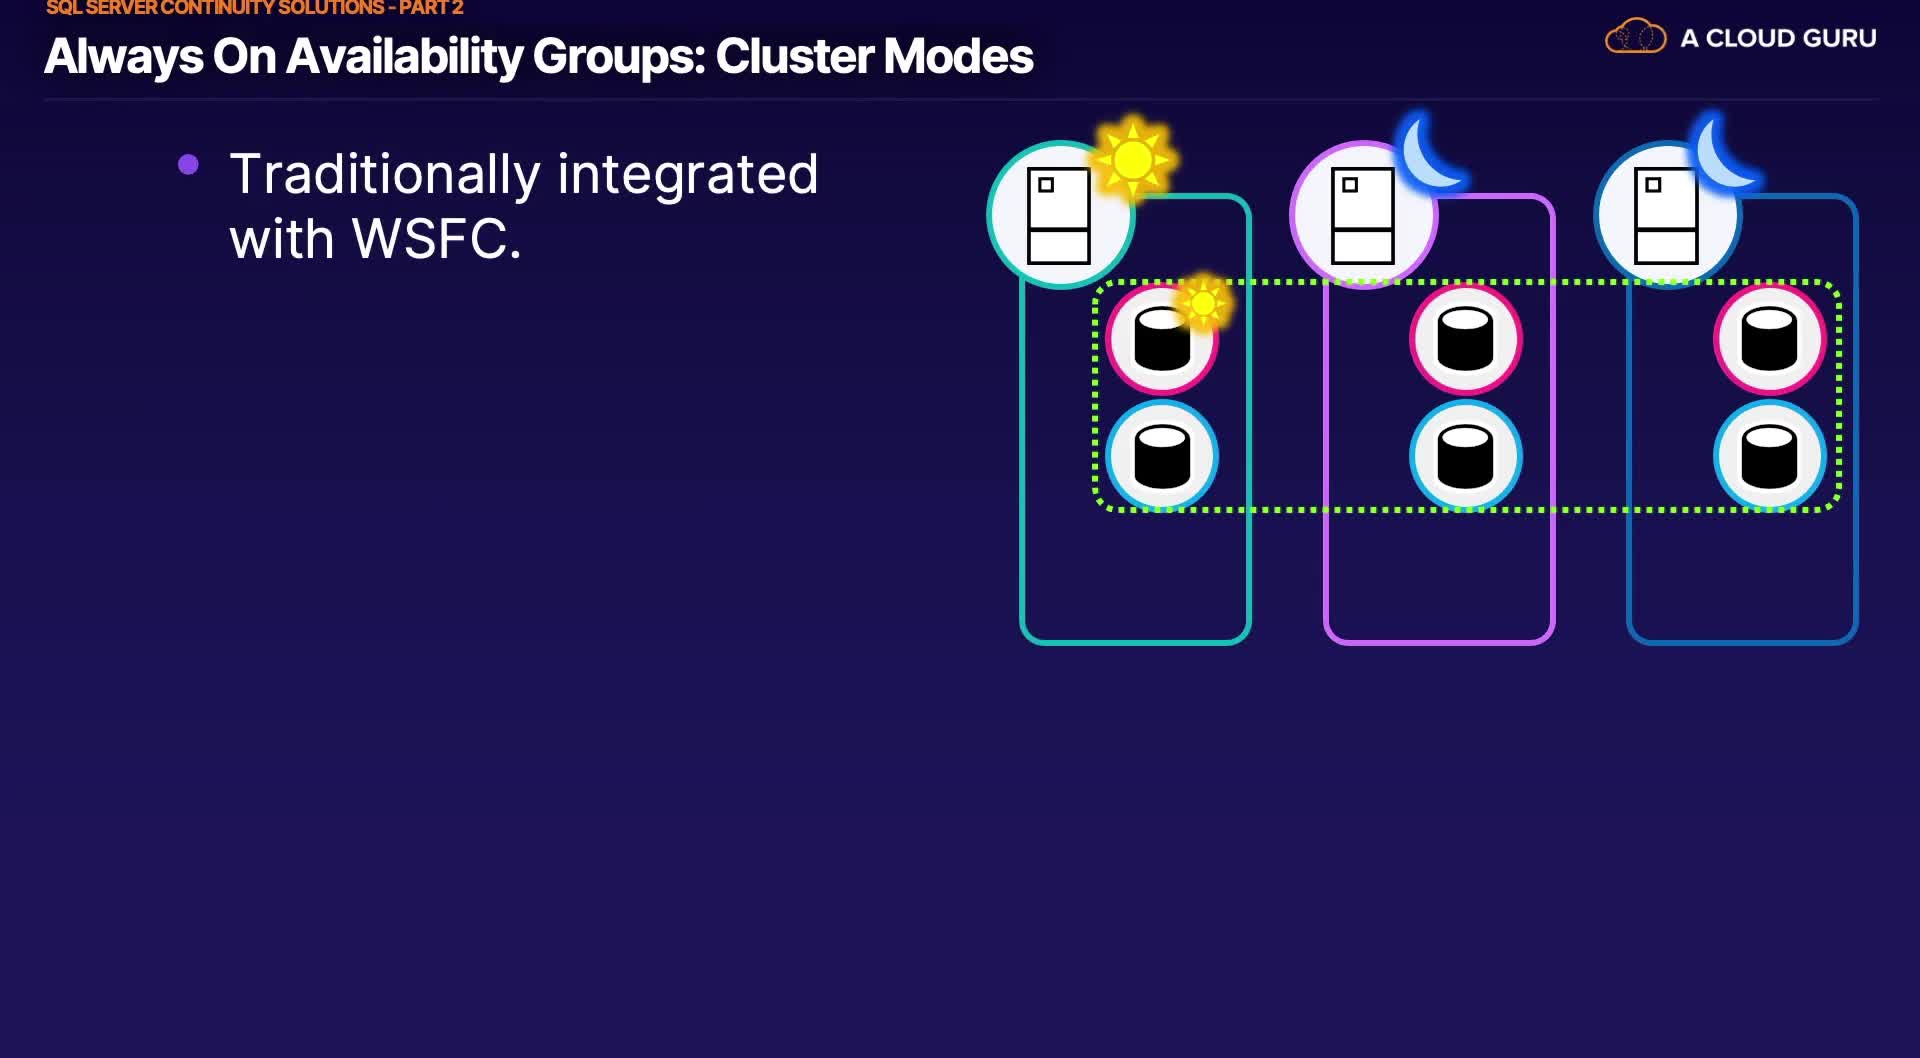 SQL SERVER CONTINUITY SOLUTIONS - PART 2
Always On Availability Groups: Cluster Modes
A CLOUD GURU
Traditionally integrated
with WSFC.